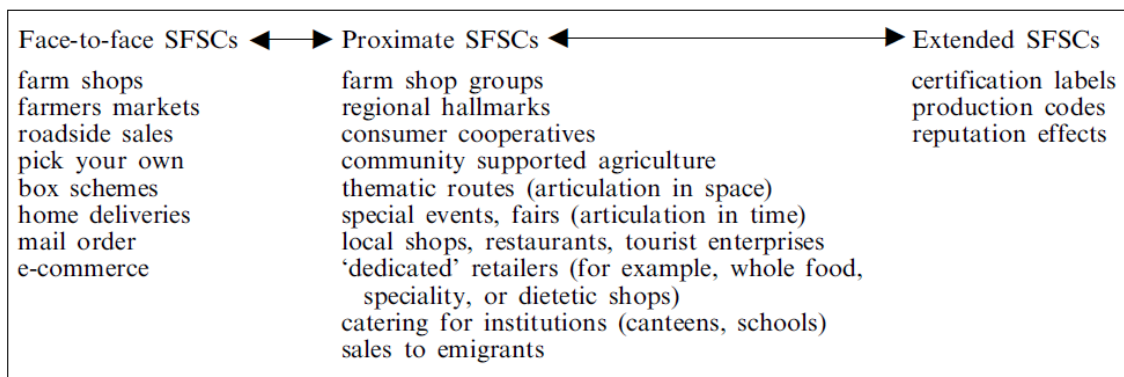 Face-to-face SFSCs
farm shops
farmers markets
roadside sales
pick your own
box schemes
home deliveries
mail order
e-commerce
Proximate SFSCs
farm shop groups
regional hallmarks
consumer cooperatives
community supported agriculture
thematic routes (articulation in space)
special events, fairs (articulation in time)
local shops, restaurants, tourist enterprises
‘dedicated’ retailers (for example, whole food,
speciality, or dietetic shops)
catering for institutions (canteens, schools)
sales to emigrants
Extended SFSCs
certification labels
production codes
reputation effects